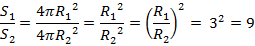 S₁/S₂ = 4πR₁²/4πR₂² = R₁²/R₂² = (R₁/R₂)² = 3² = 9